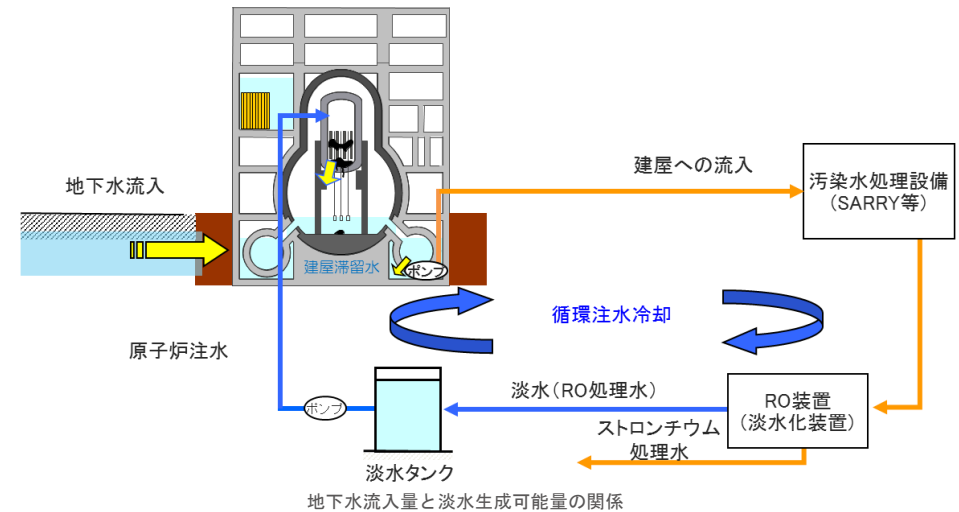 地下水流入
建屋への流入
汚染水処理設備
(SARRY等)
建屋滞留水
ポンプ
循環注水冷却
原子炉注水
ポンプ
淡水(RO処理水)
RO装置
(淡水化装置)
ストロンチウム
処理水
淡水タンク
地下水流入量と淡水生成可能量の関係